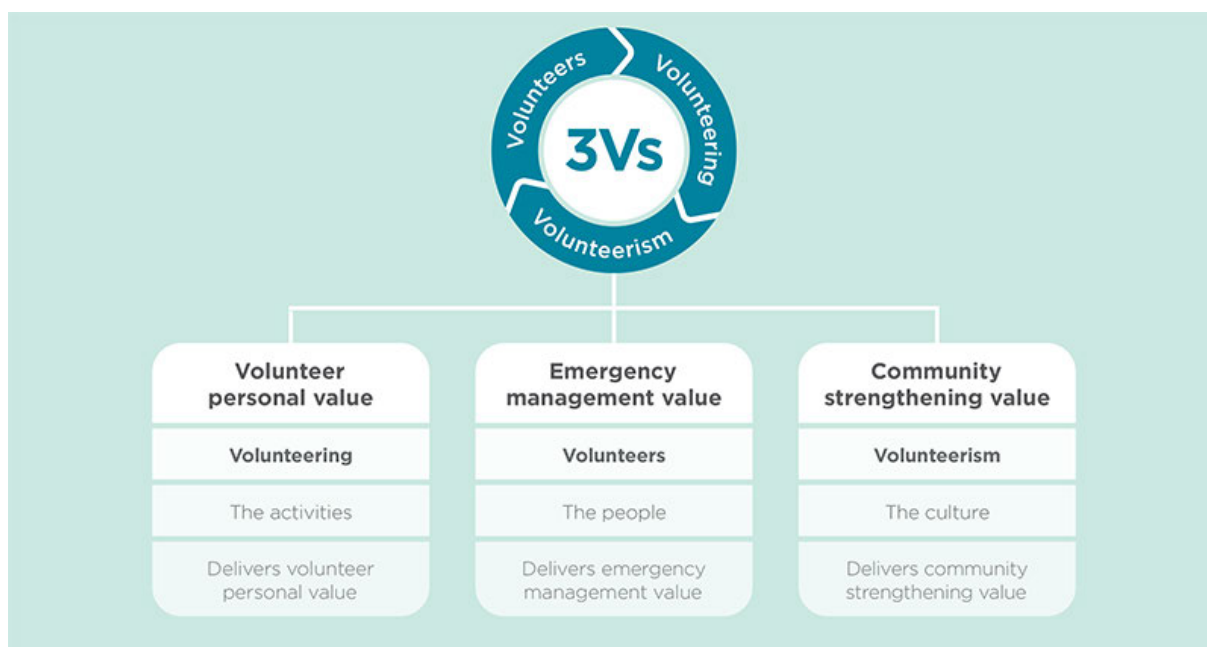 Volunteers
Volunteering
Volunteerism
3Vs
Volunteer
personal value
Volunteering
The activities
Delivers volunteer
personal value
Emergency
management value
Volunteers
The people
Delivers emergency
management value
Community
strengthening value
Volunteerism
The culture
Delivers community
strengthening value